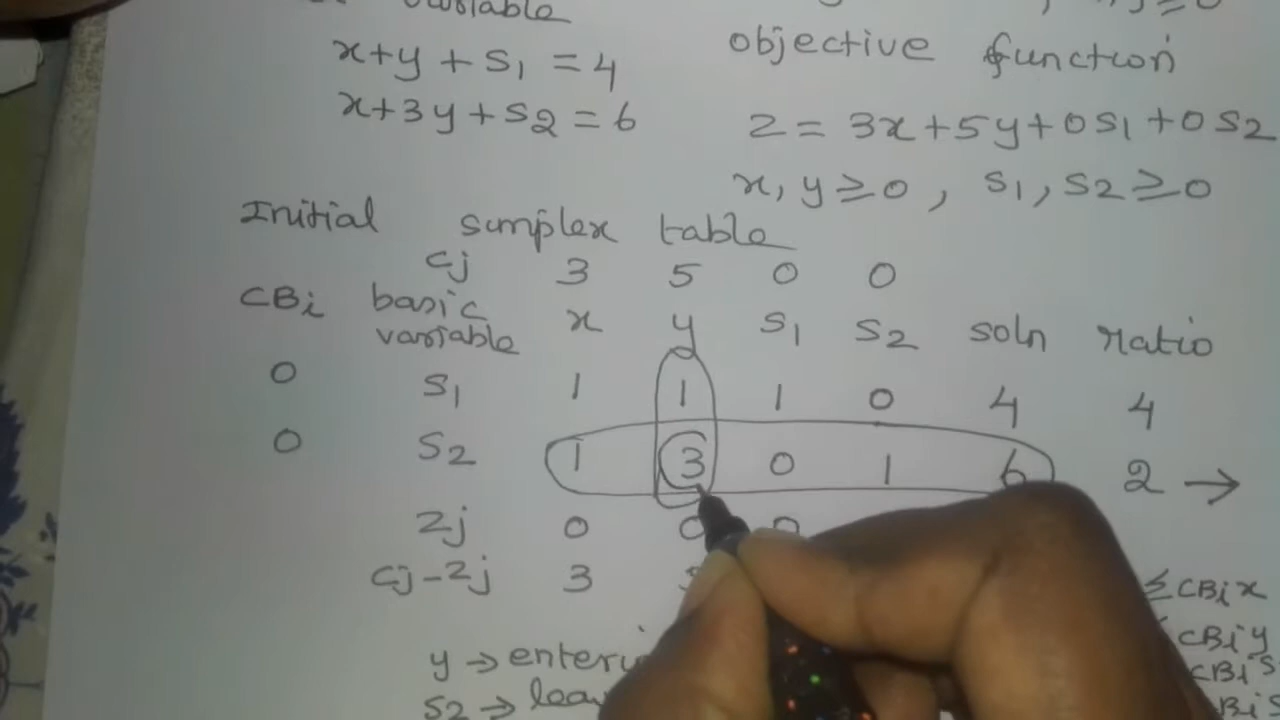 variable
x+y+s1 = 4
x+3y+s2 = 6
objective function
z = 3x+5y+0s1+0s2
x, y ≥ 0 , s1, s2 ≥ 0
Initial simplex table
cj 3 5 0 0
CBi basic variable x y s1 s2 soln ratio
0 s1 1 1 1 0 4 4
0 s2 1 3 0 1 6 2 →
zj 0 0 0
cj-zj 3
CBi x
CBi y
y →
s2 →